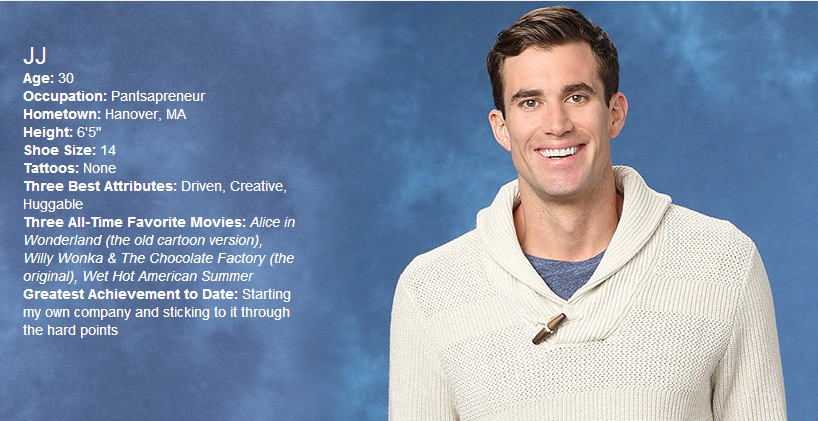 JJ
Age: 30
Occupation: Pantsapreneur
Hometown: Hanover, MA
Height: 6'5"
Shoe Size: 14
Tattoos: None
Three Best Attributes: Driven, Creative,
Huggable
Three All-Time Favorite Movies: Alice in
Wonderland (the old cartoon version),
Willy Wonka & The Chocolate Factory (the
original), Wet Hot American Summer
Greatest Achievement to Date: Starting
my own company and sticking to it through
the hard points